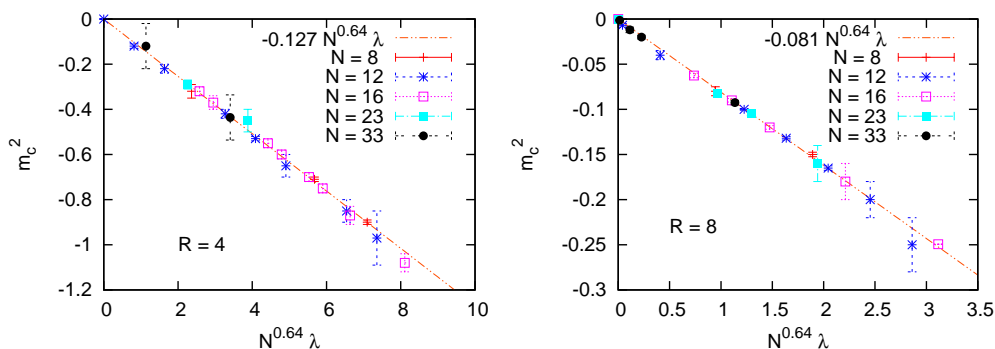 0
-0.2
-0.4
-0.6
-0.8
-1
-1.2
0 2 4 6 8 10
m_c^2
N^0.64 λ
R = 4
-0.127 N^0.64 λ
N = 8
N = 12
N = 16
N = 23
N = 33
0
-0.05
-0.1
-0.15
-0.2
-0.25
-0.3
0 0.5 1 1.5 2 2.5 3 3.5
m_c^2
N^0.64 λ
R = 8
-0.081 N^0.64 λ
N = 8
N = 12
N = 16
N = 23
N = 33